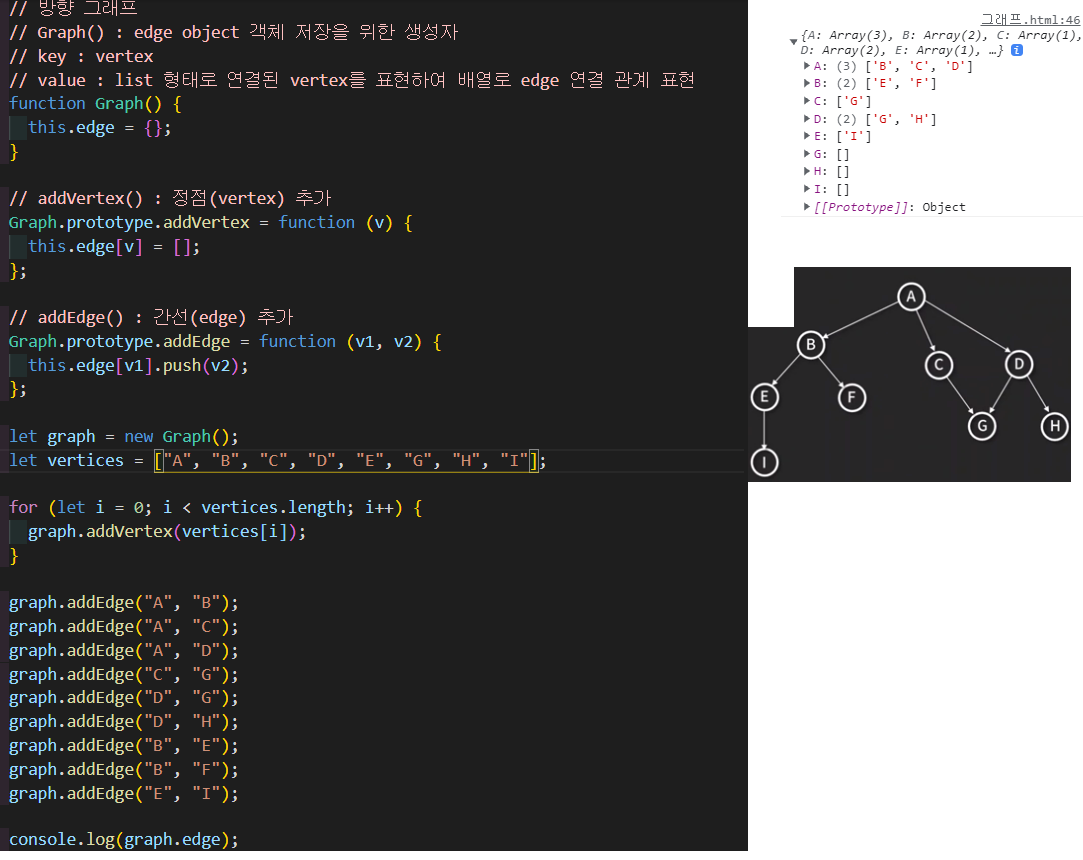 // 방향 그래프
// Graph() : edge object 객체 저장을 위한 생성자
// key : vertex
// value : list 형태로 연결된 vertex를 표현하여 배열로 edge 연결 관계 표현
function Graph() {
  this.edge = {};
}
// addVertex() : 정점(vertex) 추가
Graph.prototype.addVertex = function (v) {
  this.edge[v] = [];
};
// addEdge() : 간선(edge) 추가
Graph.prototype.addEdge = function (v1, v2) {
  this.edge[v1].push(v2);
};
let graph = new Graph();
let vertices = ["A", "B", "C", "D", "E", "G", "H", "I"];
for (let i = 0; i < vertices.length; i++) {
  graph.addVertex(vertices[i]);
}
graph.addEdge("A", "B");
graph.addEdge("A", "C");
graph.addEdge("A", "D");
graph.addEdge("C", "G");
graph.addEdge("D", "G");
graph.addEdge("D", "H");
graph.addEdge("B", "E");
graph.addEdge("B", "F");
graph.addEdge("E", "I");
console.log(graph.edge);
그래프.html:46
{A: Array(3), B: Array(2), C: Array(1),
D: Array(2), E: Array(1), …} i
A: (3) ['B', 'C', 'D']
B: (2) ['E', 'F']
C: ['G']
D: (2) ['G', 'H']
E: ['I']
G: []
H: []
I: []
[[Prototype]]: Object
A
B
C
D
E
F
G
H
I